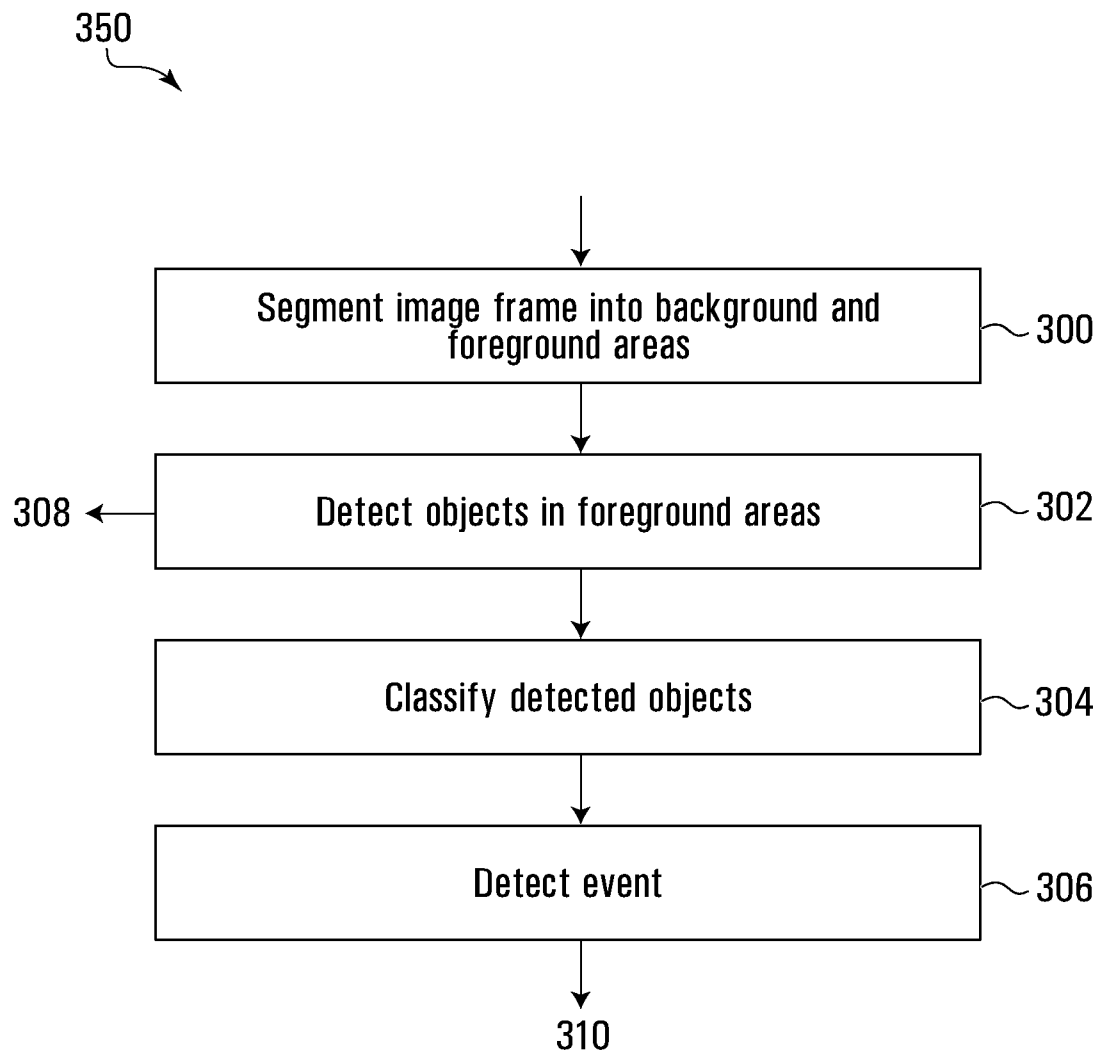 350
Segment image frame into background and
foreground areas
300
308
Detect objects in foreground areas
302
Classify detected objects
304
Detect event
306
310